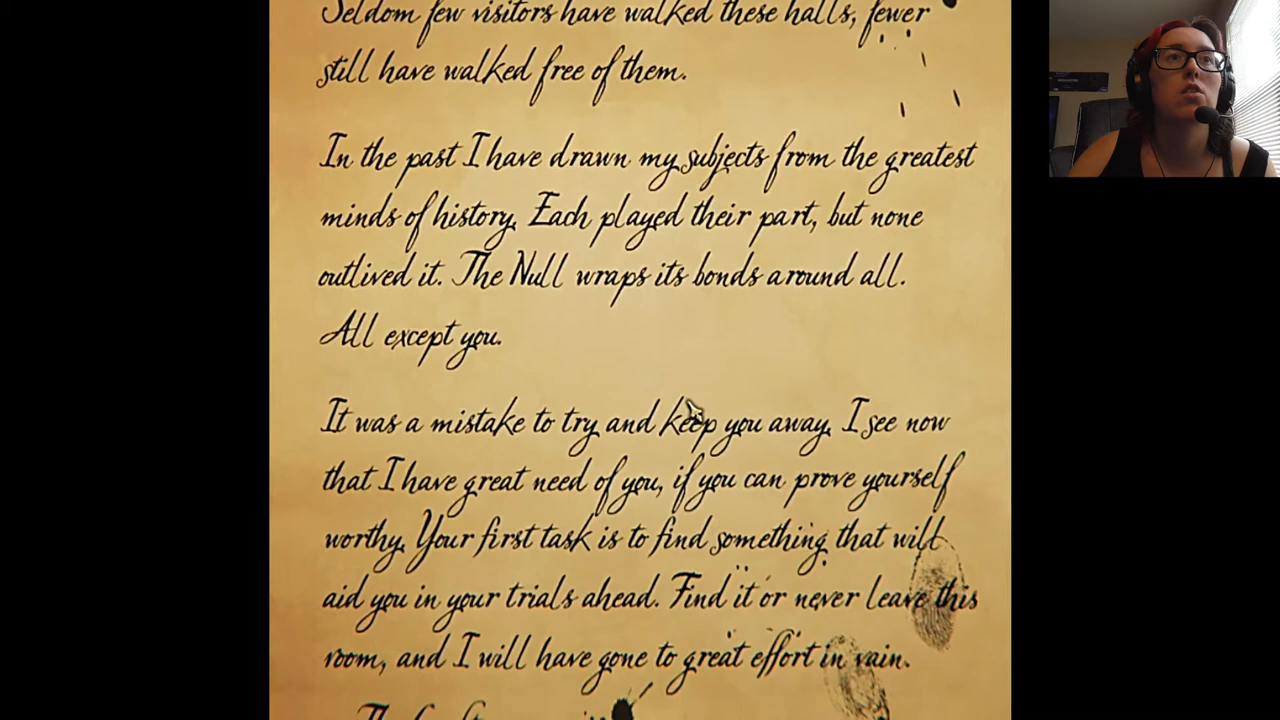 Seldom few visitors have walked these halls, fewer
still have walked free of them.
In the past I have drawn my subjects from the greatest
minds of history. Each played their part, but none
outlived it. The Null wraps its bonds around all.
All except you.
It was a mistake to try and keep you away. I see now
that I have great need of you, if you can prove yourself
worthy. Your first task is to find something that will
aid you in your trials ahead. Find it or never leave this
room, and I will have gone to great effort in vain.